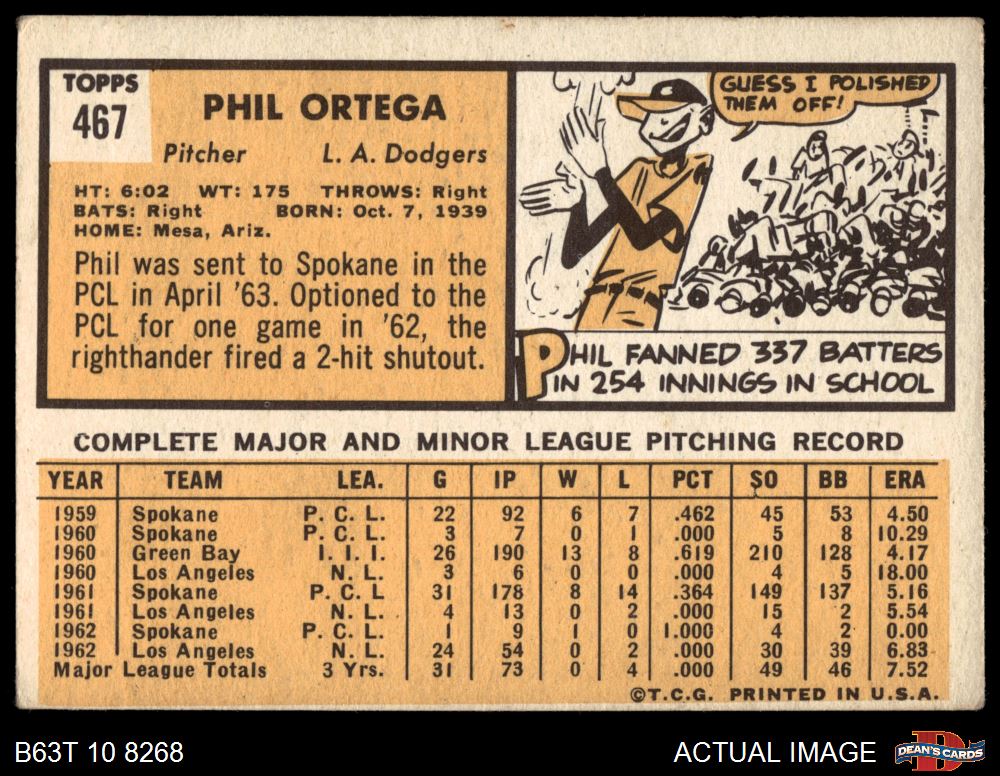 TOPPS
467
PHIL ORTEGA
Pitcher L. A. Dodgers
HT: 6:02 WT: 175 THROWS: Right
BATS: Right BORN: Oct. 7, 1939
HOME: Mesa, Ariz.
Phil was sent to Spokane in the
PCL in April '63. Optioned to the
PCL for one game in '62, the
righthander fired a 2-hit shutout.
GUESS I POLISHED
THEM OFF!
PHIL FANNED 337 BATTERS
IN 254 INNINGS IN SCHOOL
COMPLETE MAJOR AND MINOR LEAGUE PITCHING RECORD
YEAR TEAM LEA. G IP W L PCT SO BB ERA
1959 Spokane P. C. L. 22 92 6 7 .462 45 53 4.50
1960 Spokane P. C. L. 3 7 0 1 .000 5 8 10.29
1960 Green Bay I. I. I. 26 190 13 8 .619 210 128 4.17
1960 Los Angeles N. L. 3 6 0 0 .000 4 5 18.00
1961 Spokane P. C. L 31 178 8 14 .364 149 137 5.16
1961 Los Angeles N. L. 4 13 0 2 .000 15 2 5.54
1962 Spokane P. C. L. 1 9 1 0 1.000 4 2 0.00
1962 Los Angeles N. L. 24 54 0 2 .000 30 39 6.83
Major League Totals 3 Yrs. 31 73 0 4 .000 49 46 7.52
©T.C.G. PRINTED IN U.S.A.
B63T 10 8268 ACTUAL IMAGE DEAN'S CARDS